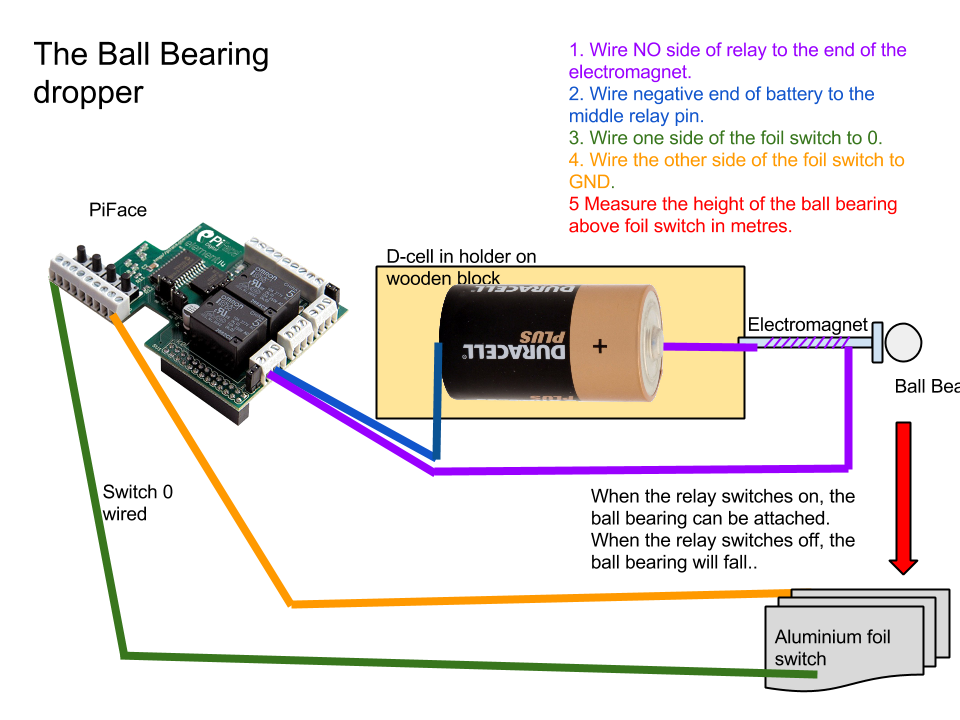 The Ball Bearing
dropper
1. Wire NO side of relay to the end of the
electromagnet.
2. Wire negative end of battery to the
middle relay pin.
3. Wire one side of the foil switch to 0.
4. Wire the other side of the foil switch to
GND.
5 Measure the height of the ball bearing
above foil switch in metres.
PiFace
Pi
D-cell in holder on
wooden block
DURACELL
DURACELL
PLUS
+
Electromagnet
Ball Bea
Switch 0
wired
When the relay switches on, the
ball bearing can be attached.
When the relay switches off, the
ball bearing will fall..
Aluminium foil
switch